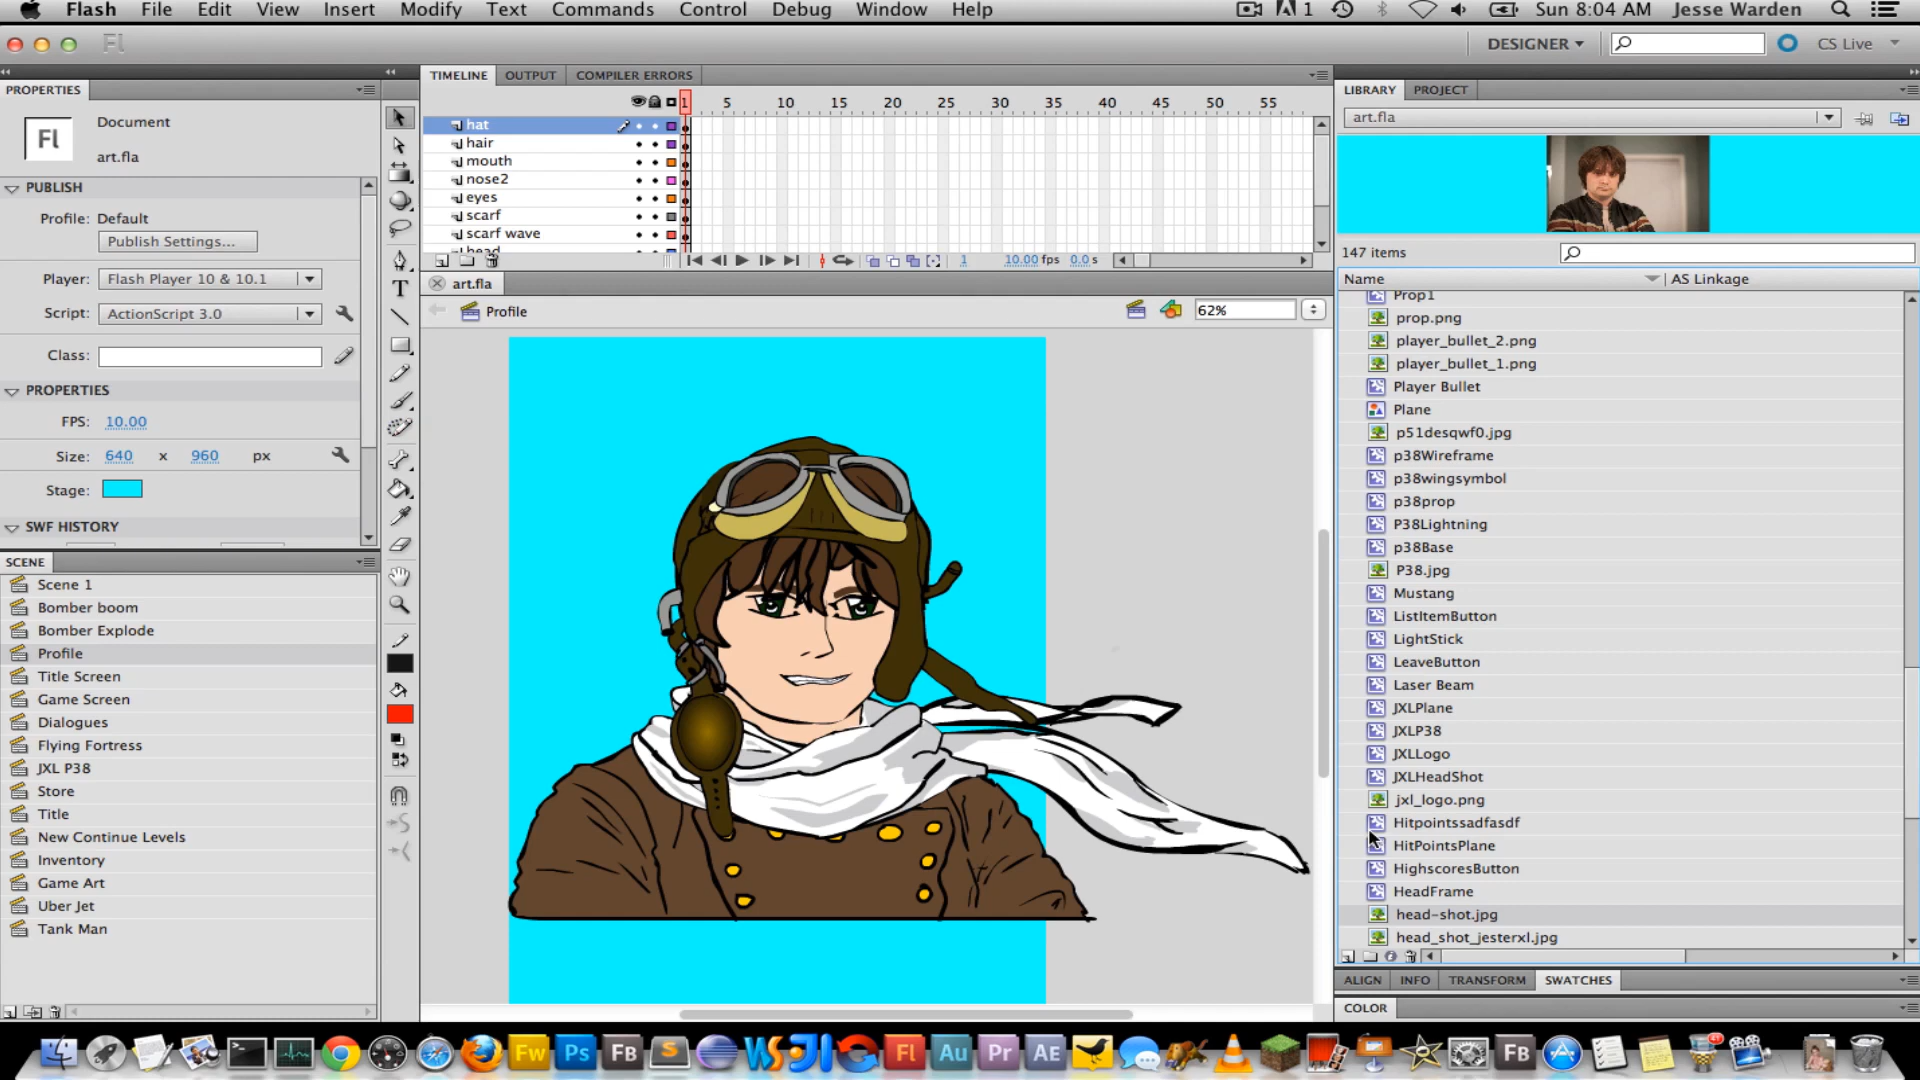 Flash File Edit View Insert Modify Text Commands Control Debug Window Help 1 Sun 8:04 AM Jesse Warden
Fl DESIGNER CS Live
PROPERTIES
Fl
Document
art.fla
PUBLISH
Profile: Default
Publish Settings...
Player: Flash Player 10 & 10.1
Script: ActionScript 3.0
Class:
PROPERTIES
FPS: 10.00
Size: 640 x 960 px
Stage:
SWF HISTORY
SCENE
Scene 1
Bomber boom
Bomber Explode
Profile
Title Screen
Game Screen
Dialogues
Flying Fortress
JXL P38
Store
Title
New Continue Levels
Inventory
Game Art
Uber Jet
Tank Man
T
TIMELINE OUTPUT COMPILER ERRORS
1 5 10 15 20 25 30 35 40 45 50 55
hat
hair
mouth
nose2
eyes
scarf
scarf wave
head
1 10.00 fps 0.0 s
art.fla
Profile 62%
LIBRARY PROJECT
art.fla
147 items
Name AS Linkage
Prop1
prop.png
player_bullet_2.png
player_bullet_1.png
Player Bullet
Plane
p51desqwf0.jpg
p38Wireframe
p38wingsymbol
p38prop
P38Lightning
p38Base
P38.jpg
Mustang
ListItemButton
LightStick
LeaveButton
Laser Beam
JXLPlane
JXLP38
JXLLogo
JXLHeadShot
jxl_logo.png
Hitpointssadfasdf
HitPointsPlane
HighscoresButton
HeadFrame
head-shot.jpg
head_shot_jesterxl.jpg
ALIGN INFO TRANSFORM SWATCHES
COLOR
Fw Ps FB S WS JI Fl Au Pr AE FB